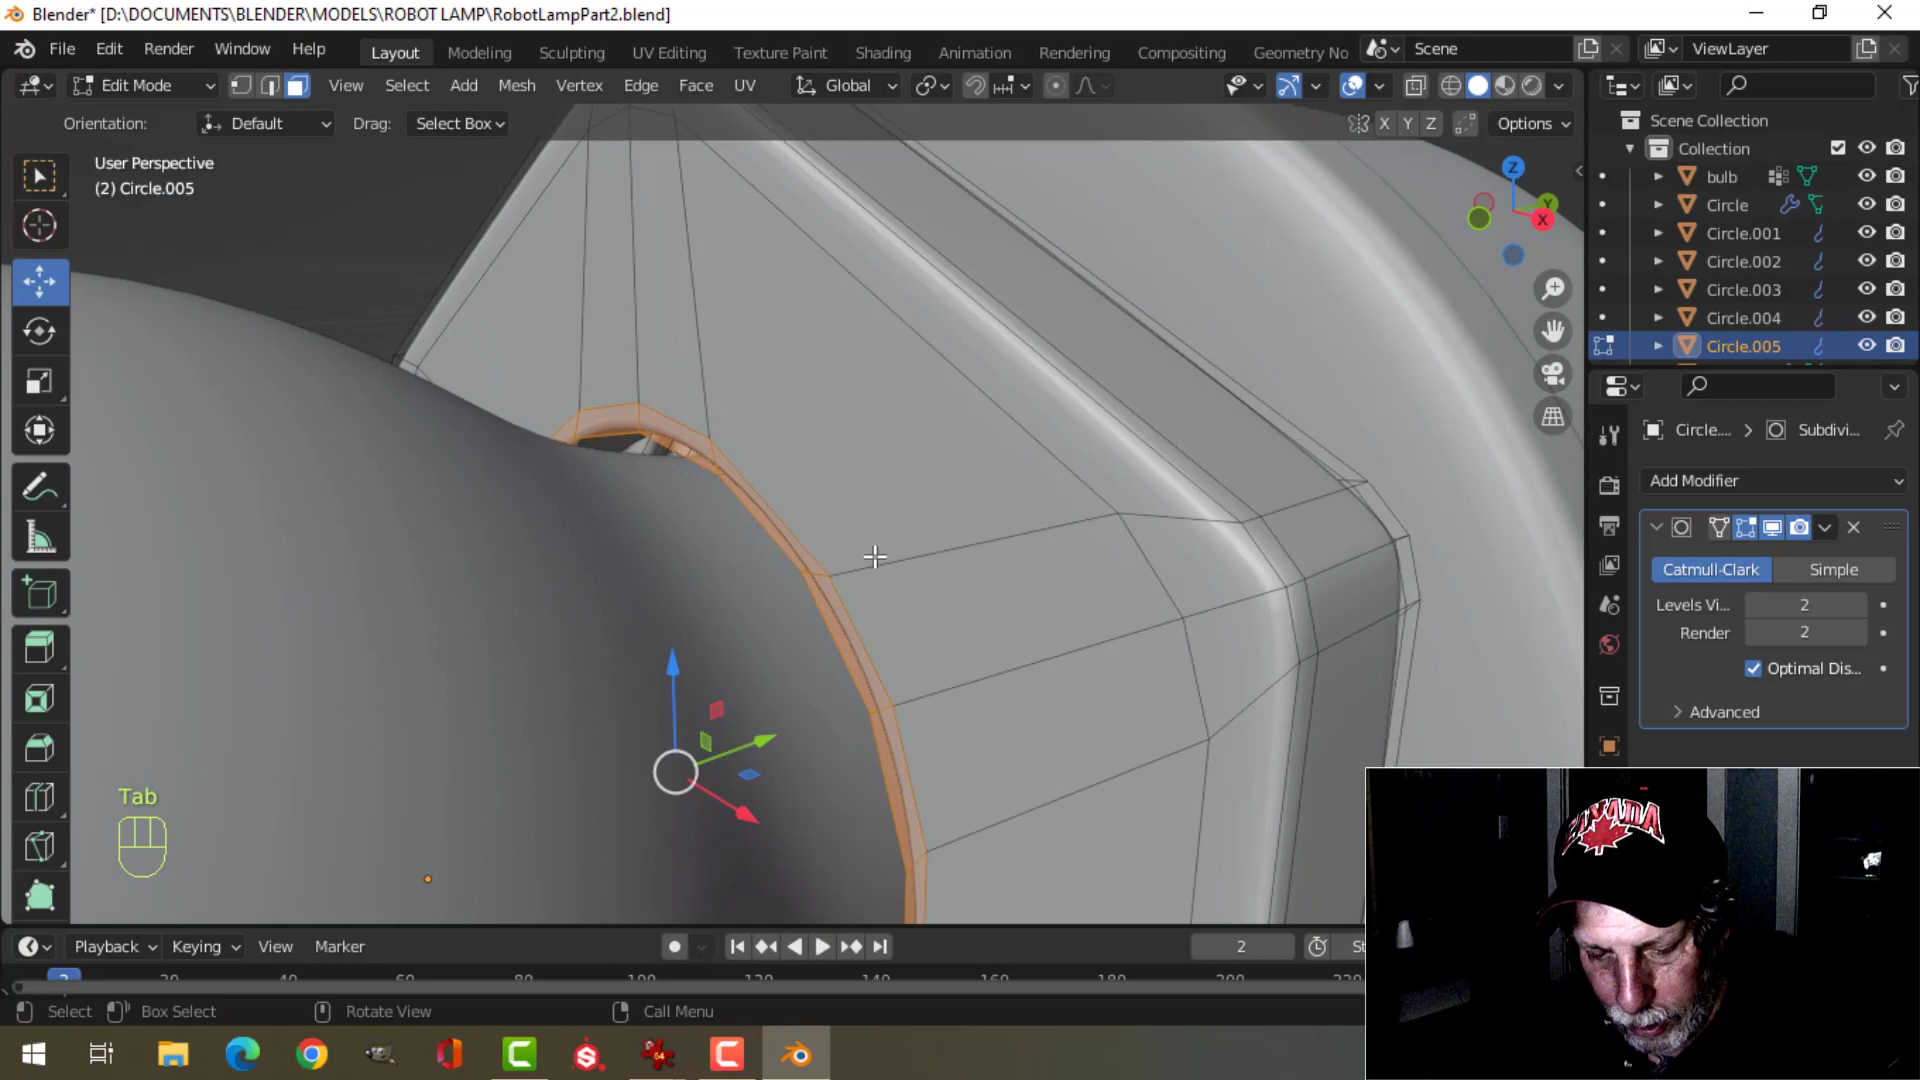 Blender* [D:\DOCUMENTS\BLENDER\MODELS\ROBOT LAMP\RobotLampPart2.blend]
File Edit Render Window Help Layout Modeling Sculpting UV Editing Texture Paint Shading Animation Rendering Compositing Geometry No Scene ViewLayer
Edit Mode View Select Add Mesh Vertex Edge Face UV Global
Orientation: Default Drag: Select Box X Y Z Options
User Perspective
(2) Circle.005
Z
Y
X
Scene Collection
Collection
bulb
Circle
Circle.001
Circle.002
Circle.003
Circle.004
Circle.005
Circle.... Subdivi...
Add Modifier
Catmull-Clark Simple
Levels Vi... 2
Render 2
Optimal Dis...
Advanced
Tab
Playback Keying View Marker 2 St
Select Box Select Rotate View Call Menu
CANADA